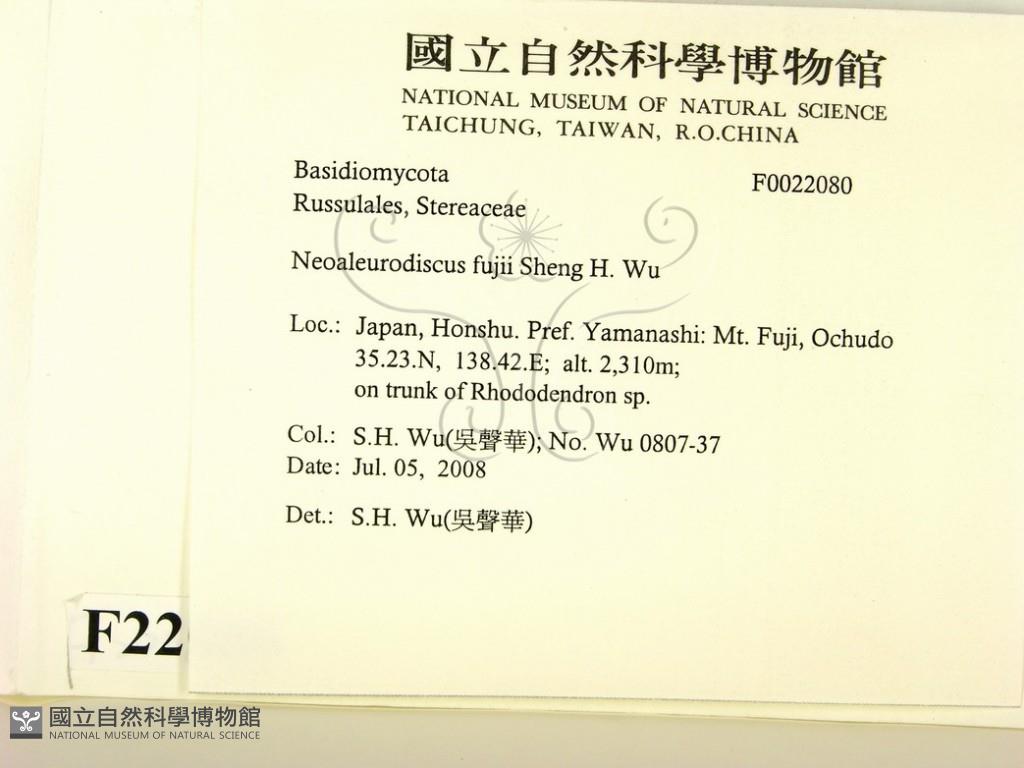 國立自然科學博物館
NATIONAL MUSEUM OF NATURAL SCIENCE
TAICHUNG, TAIWAN, R.O.CHINA
Basidiomycota F0022080
Russulales, Stereaceae
Neoaleurodiscus fujii Sheng H. Wu
Loc.: Japan, Honshu. Pref. Yamanashi: Mt. Fuji, Ochudo
35.23.N, 138.42.E; alt. 2,310m;
on trunk of Rhododendron sp.
Col.: S.H. Wu(吳聲華); No. Wu 0807-37
Date: Jul. 05, 2008
Det.: S.H. Wu(吳聲華)
F22
國立自然科學博物館
NATIONAL MUSEUM OF NATURAL SCIENCE